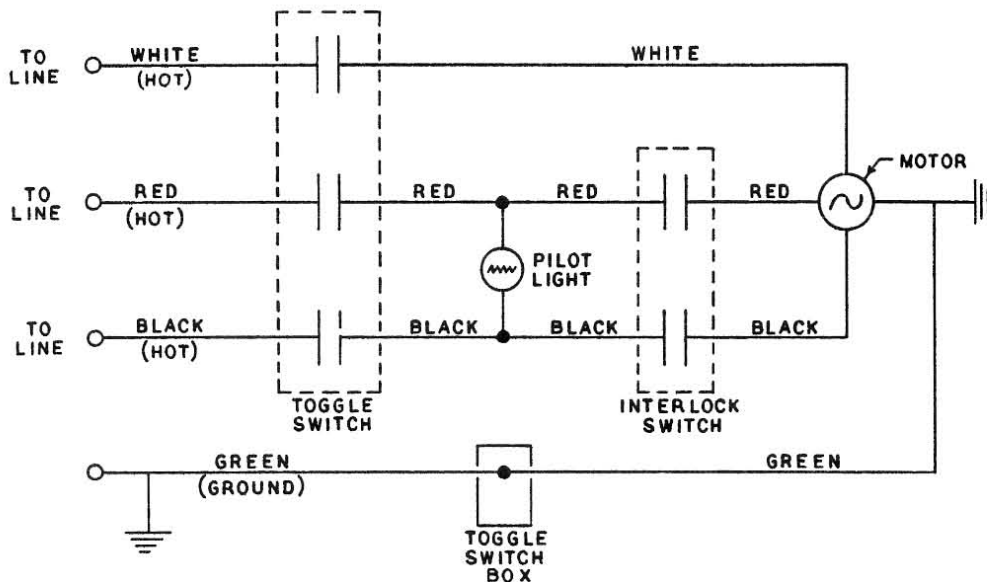 TO
LINE
WHITE
(HOT)
WHITE
TO
LINE
RED
(HOT)
RED
RED
RED
MOTOR
PILOT
LIGHT
TO
LINE
BLACK
(HOT)
BLACK
BLACK
BLACK
TOGGLE
SWITCH
INTERLOCK
SWITCH
GREEN
(GROUND)
GREEN
TOGGLE
SWITCH
BOX